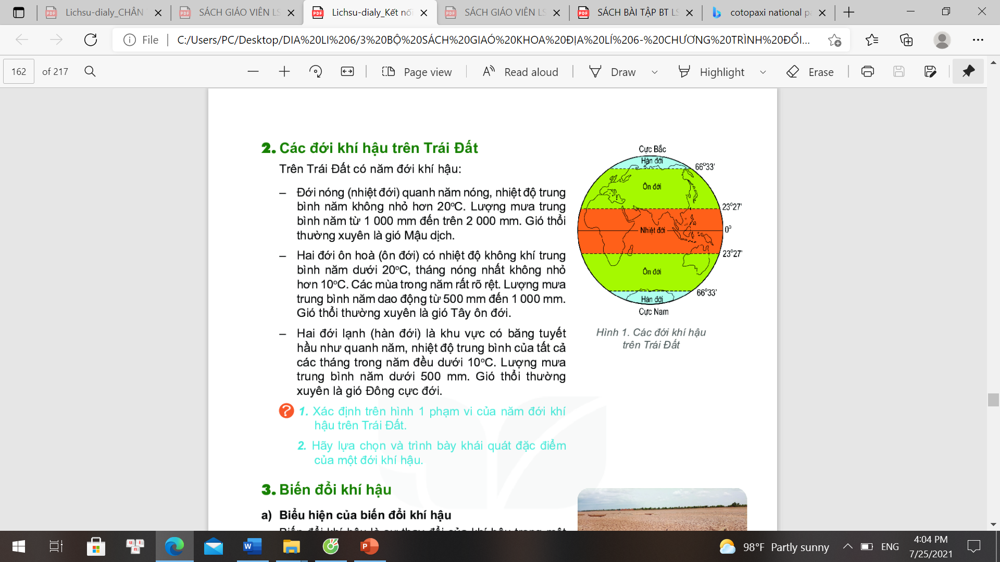 Lichsu-dialy_CHÂN
SÁCH GIÁO VIÊN LS
Lichsu-dialy_Kết nối
SÁCH GIÁO VIÊN LS
SÁCH BÀI TẬP BT LS
cotopaxi national pa
File
C:/Users/PC/Desktop/DIA%20LI%206/3%20BỘ%20SÁCH%20GIAÓ%20KHOA%20ĐỊA%20LÍ%206-%20CHƯƠNG%20TRÌNH%20ĐỔI...
162 of 217
Page view
Read aloud
Draw
Highlight
Erase
2. Các đới khí hậu trên Trái Đất
Trên Trái Đất có năm đới khí hậu:
– Đới nóng (nhiệt đới) quanh năm nóng, nhiệt độ trung
bình năm không nhỏ hơn 20°C. Lượng mưa trung
bình năm từ 1 000 mm đến trên 2 000 mm. Gió thổi
thường xuyên là gió Mậu dịch.
– Hai đới ôn hoà (ôn đới) có nhiệt độ không khí trung
bình năm dưới 20°C, tháng nóng nhất không nhỏ
hơn 10°C. Các mùa trong năm rất rõ rệt. Lượng mưa
trung bình năm dao động từ 500 mm đến 1 000 mm.
Gió thổi thường xuyên là gió Tây ôn đới.
– Hai đới lạnh (hàn đới) là khu vực có băng tuyết
hầu như quanh năm, nhiệt độ trung bình của tất cả
các tháng trong năm đều dưới 10°C. Lượng mưa
trung bình năm dưới 500 mm. Gió thổi thường
xuyên là gió Đông cực đới.
? 1. Xác định trên hình 1 phạm vi của năm đới khí
hậu trên Trái Đất.
2. Hãy lựa chọn và trình bày khái quát đặc điểm
của một đới khí hậu.
Cực Bắc
Hàn đới
66°33'
Ôn đới
23°27'
Nhiệt đới
0°
23°27'
Ôn đới
66°33'
Hàn đới
Cực Nam
Hình 1. Các đới khí hậu
trên Trái Đất
3. Biến đổi khí hậu
a) Biểu hiện của biến đổi khí hậu
Biến đổi khí hậu là sự thay đổi của khí hậu trong một
98°F Partly sunny
ENG
4:04 PM
7/25/2021